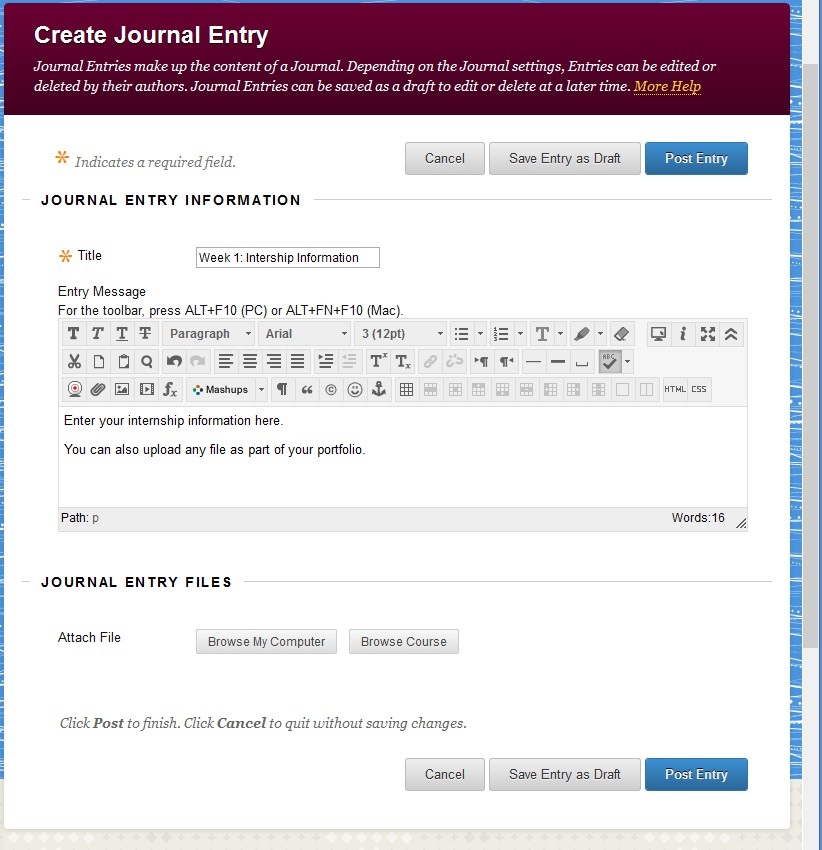 Create Journal Entry
Journal Entries make up the content of a Journal. Depending on the Journal settings, Entries can be edited or
deleted by their authors. Journal Entries can be saved as a draft to edit or delete at a later time. More Help
Indicates a required field.
Cancel
Save Entry as Draft
Post Entry
JOURNAL ENTRY INFORMATION
Title
Week 1: Intership Information
Entry Message
For the toolbar, press ALT+F10 (PC) or ALT+FN+F10 (Mac).
T T T T Paragraph Arial 3 (12pt) T i
Tx Tx ABC
fx Mashups ¶ “ © HTML CSS
Enter your internship information here.
You can also upload any file as part of your portfolio.
Path: p
Words:16
JOURNAL ENTRY FILES
Attach File
Browse My Computer
Browse Course
Click Post to finish. Click Cancel to quit without saving changes.
Cancel
Save Entry as Draft
Post Entry